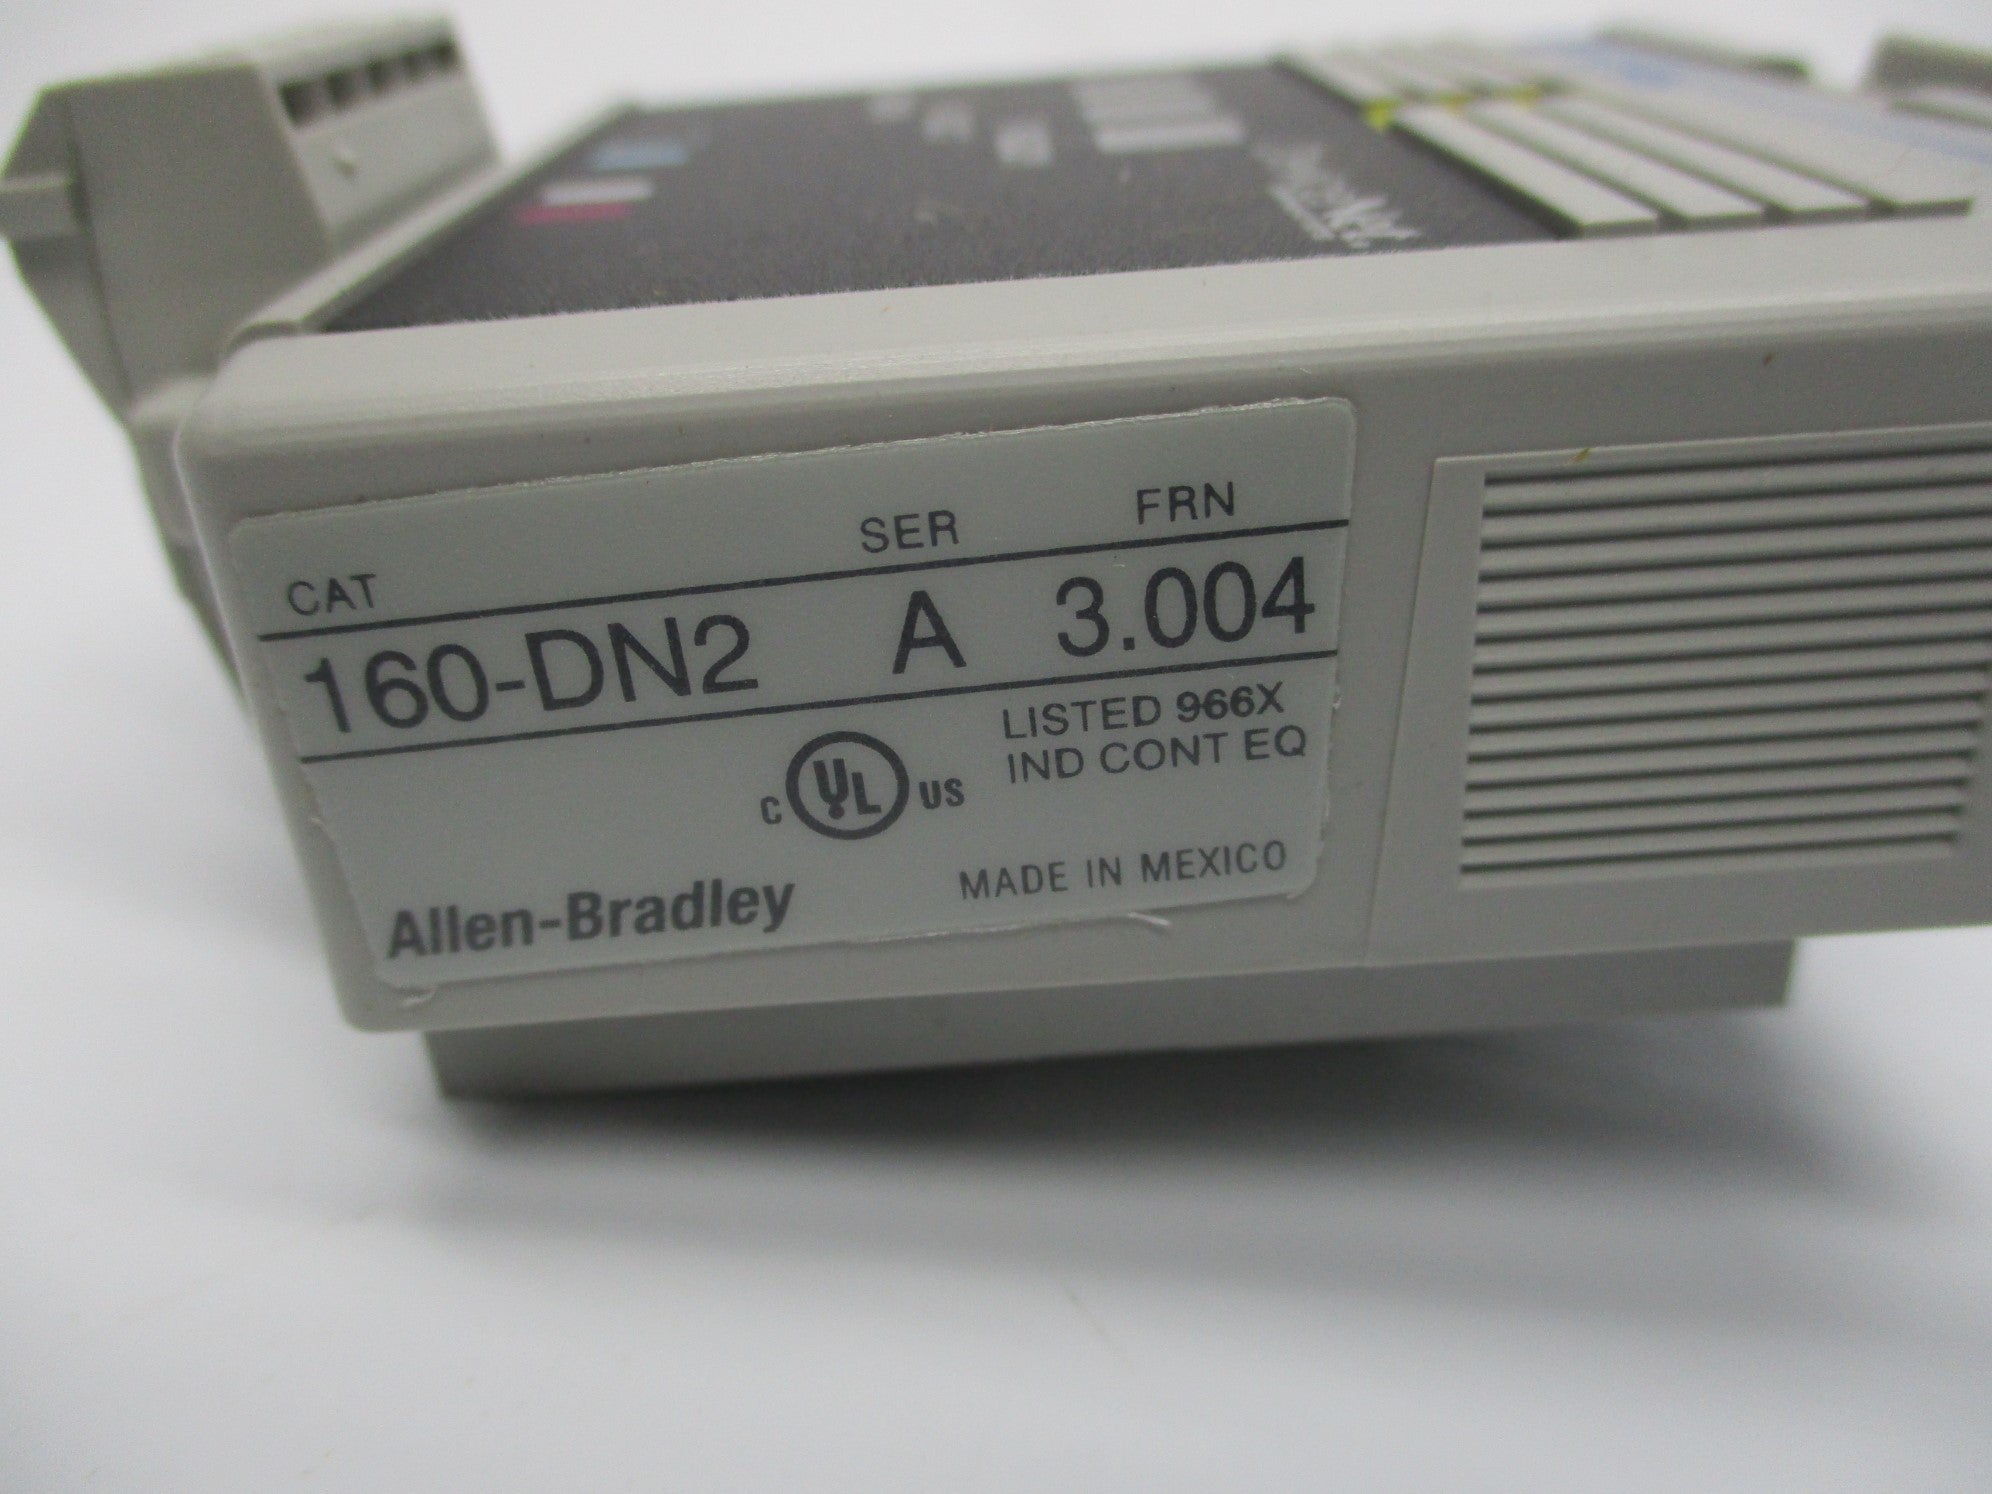 CAT SER FRN
160-DN2 A 3.004
C UL US LISTED 966X
IND CONT EQ
Allen-Bradley MADE IN MEXICO